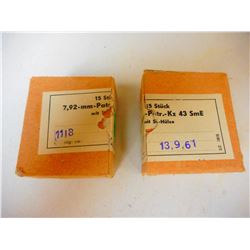 15 Stü
7,92-mm-Patr
mit
1118
15 Stück
-Patr.-Kz 43 SmE
mit St.-Hülse
13.9.61